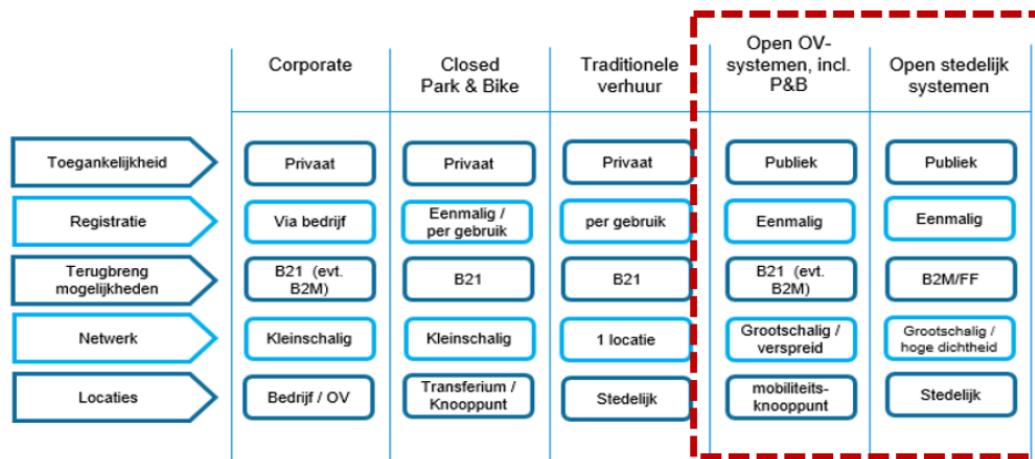 Corporate
Closed
Park & Bike
Traditionele
verhuur
Open OV-
systemen, incl.
P&B
Open stedelijk
systemen
Toegankelijkheid
Privaat
Privaat
Privaat
Publiek
Publiek
Registratie
Via bedrijf
Eenmalig /
per gebruik
per gebruik
Eenmalig
Eenmalig
Terugbreng
mogelijkheden
B21 (evt.
B2M)
B21
B21
B21 (evt.
B2M)
B2M/FF
Netwerk
Kleinschalig
Kleinschalig
1 locatie
Grootschalig /
verspreid
Grootschalig /
hoge dichtheid
Locaties
Bedrijf / OV
Transferium /
Knooppunt
Stedelijk
mobiliteits-
knooppunt
Stedelijk